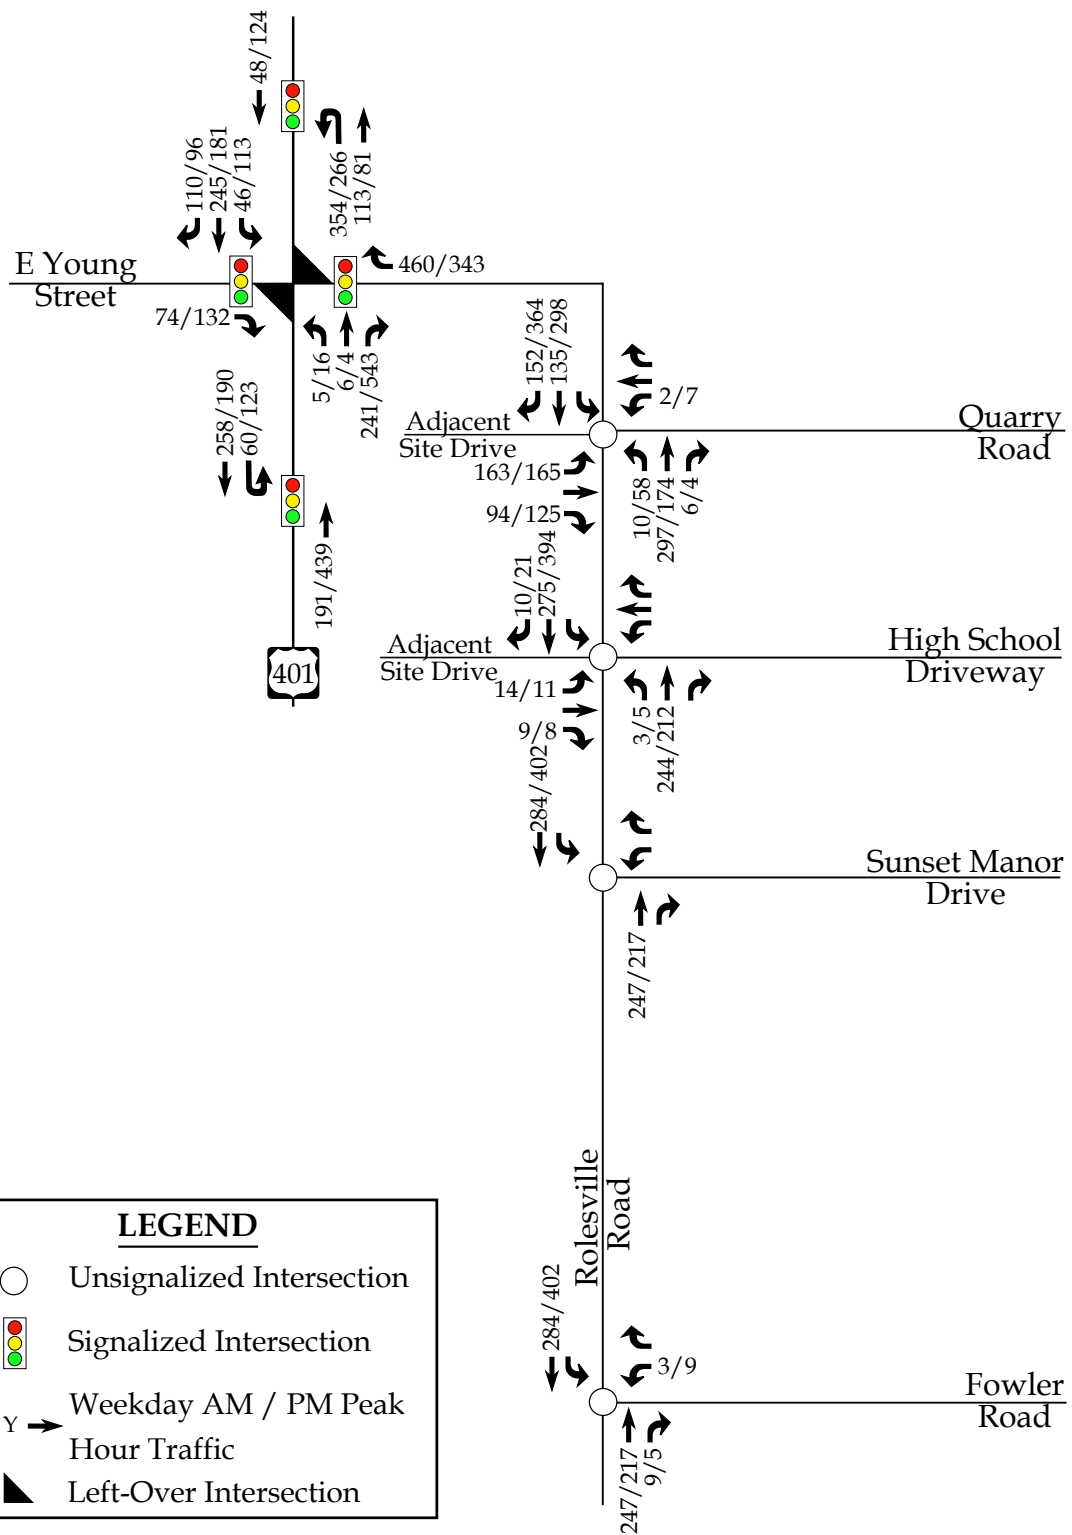 48/124
354/266
113/81
110/96
245/181
46/113
E Young
Street
460/343
74/132
5/16
6/4
241/543
258/190
60/123
191/439
401
152/364
135/298
2/7
Adjacent
Site Drive
Quarry
Road
163/165
94/125
10/58
297/174
6/4
10/21
275/394
Adjacent
Site Drive
High School
Driveway
14/11
9/8
3/5
244/212
284/402
Sunset Manor
Drive
247/217
Rolesville
Road
284/402
3/9
Fowler
Road
247/217
9/5
LEGEND
Unsignalized Intersection
Signalized Intersection
Y
Weekday AM / PM Peak
Hour Traffic
Left-Over Intersection